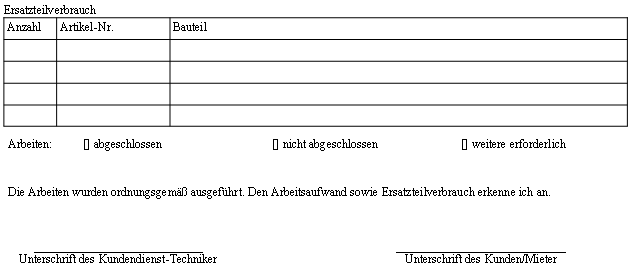 Ersatzteilverbrauch
Anzahl Artikel-Nr. Bauteil
Arbeiten: [] abgeschlossen [] nicht abgeschlossen [] weitere erforderlich
Die Arbeiten wurden ordnungsgemäß ausgeführt. Den Arbeitsaufwand sowie Ersatzteilverbrauch erkenne ich an.
Unterschrift des Kundendienst-Techniker Unterschrift des Kunden/Mieter